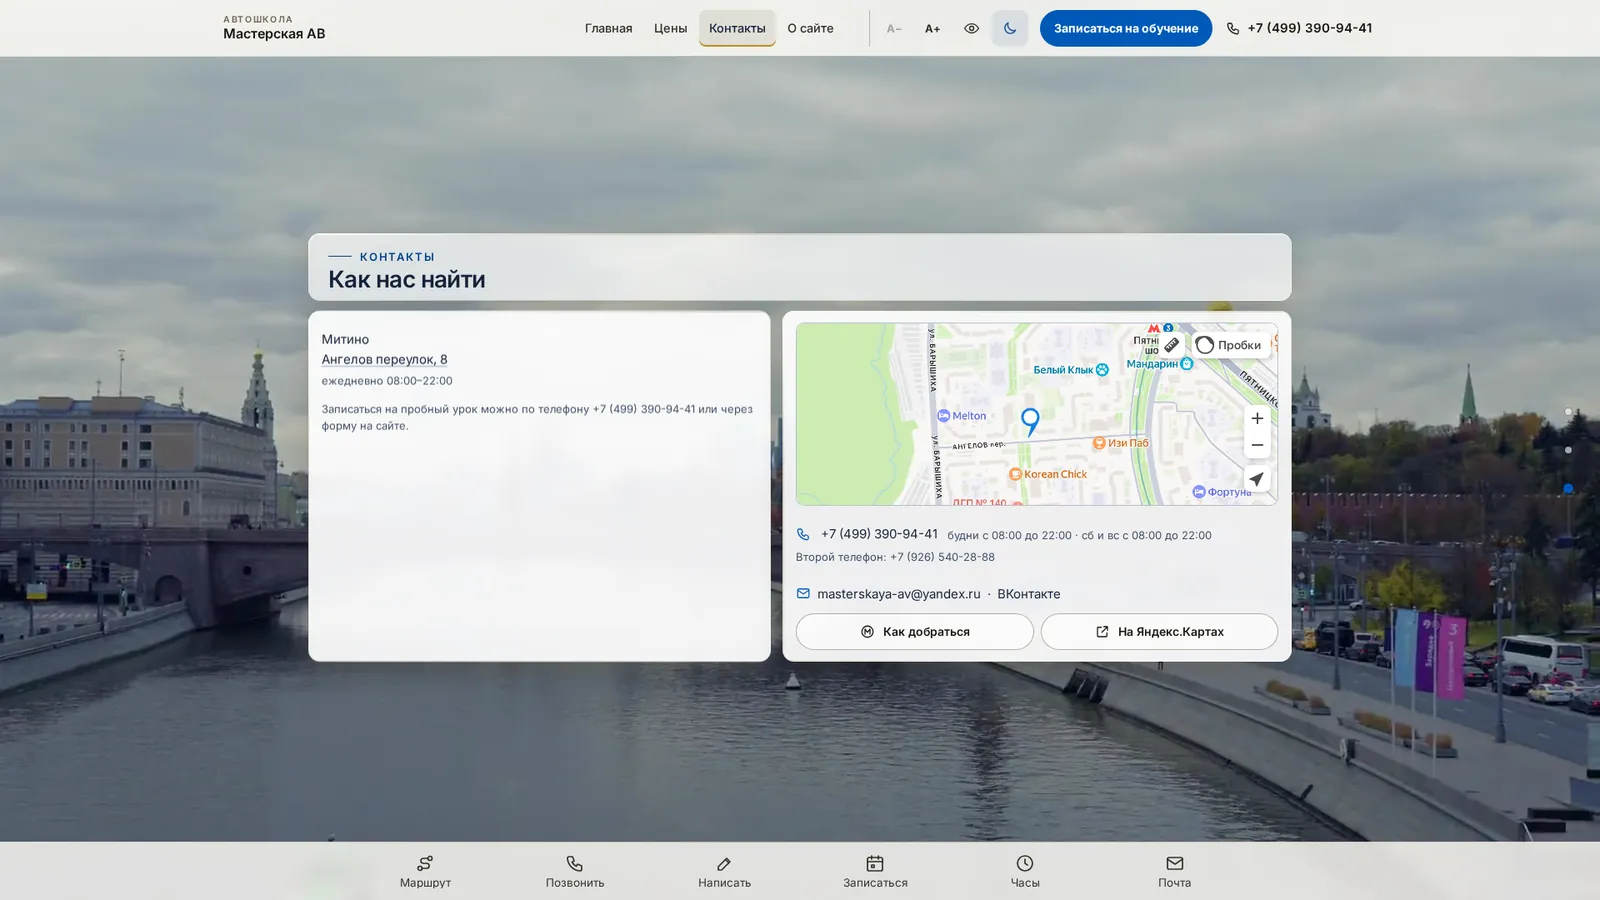 АВТОШКОЛА
Мастерская АВ
Главная
Цены
Контакты
О сайте
A−
A+
Записаться на обучение
+7 (499) 390-94-41
КОНТАКТЫ
Как нас найти
Митино
Ангелов переулок, 8
ежедневно 08:00–22:00
Записаться на пробный урок можно по телефону +7 (499) 390-94-41 или через
форму на сайте.
ул. БАРЫШИХА
ул. БАРЫШИХА
3
Пробки
Белый Клык
Мандарин
Melton
АНГЕЛОВ пер.
Изи Паб
Korean Chick
Фортуна
+7 (499) 390-94-41 будни с 08:00 до 22:00 · сб и вс с 08:00 до 22:00
Второй телефон: +7 (926) 540-28-88
masterskaya-av@yandex.ru · ВКонтакте
Как добраться
На Яндекс.Картах
Маршрут
Позвонить
Написать
Записаться
Часы
Почта